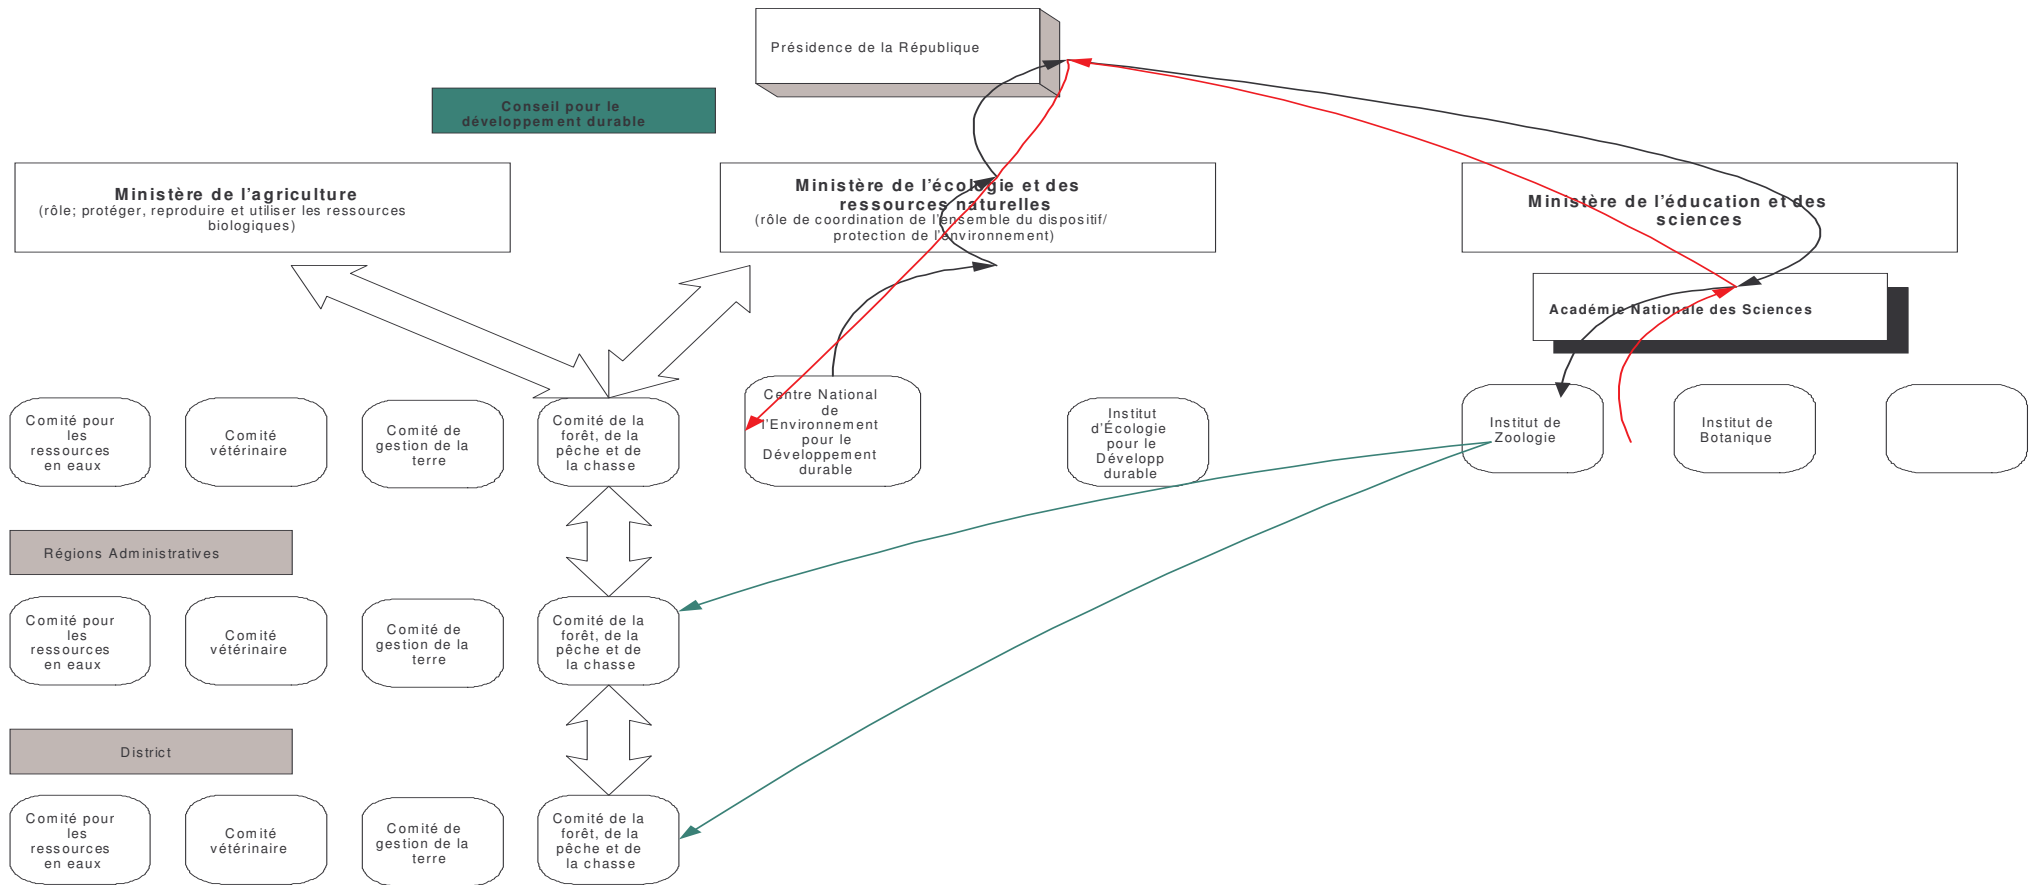 Présidence de la République
Conseil pour le
développement durable
Ministère de l'agriculture
(rôle; protéger, reproduire et utiliser les ressources
biologiques)
Ministère de l'écologie et des
ressources naturelles
(rôle de coordination de l'ensemble du dispositif/
protection de l'environnement)
Ministère de l'éducation et des
sciences
Académie Nationale des Sciences
Comité pour
les
ressources
en eaux
Comité
vétérinaire
Comité de
gestion de la
terre
Comité de la
forêt, de la
pêche et de
la chasse
Centre National
de
l'Environnement
pour le
Développement
durable
Institut
d'Écologie
pour le
Développ
durable
Institut de
Zoologie
Institut de
Botanique
Régions Administratives
Comité pour
les
ressources
en eaux
Comité
vétérinaire
Comité de
gestion de la
terre
Comité de la
forêt, de la
pêche et de
la chasse
District
Comité pour
les
ressources
en eaux
Comité
vétérinaire
Comité de
gestion de la
terre
Comité de la
forêt, de la
pêche et de
la chasse